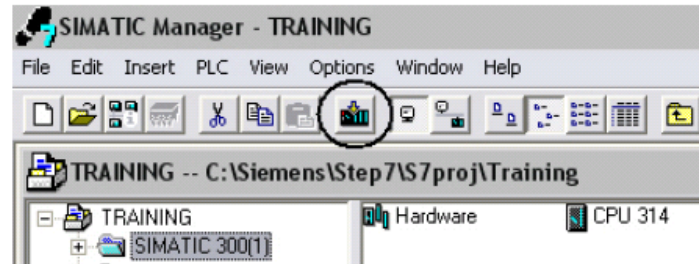 SIMATIC Manager - TRAINING
File Edit Insert PLC View Options Window Help
TRAINING -- C:\Siemens\Step7\S7proj\Training
TRAINING
Hardware
CPU 314
SIMATIC 300(1)